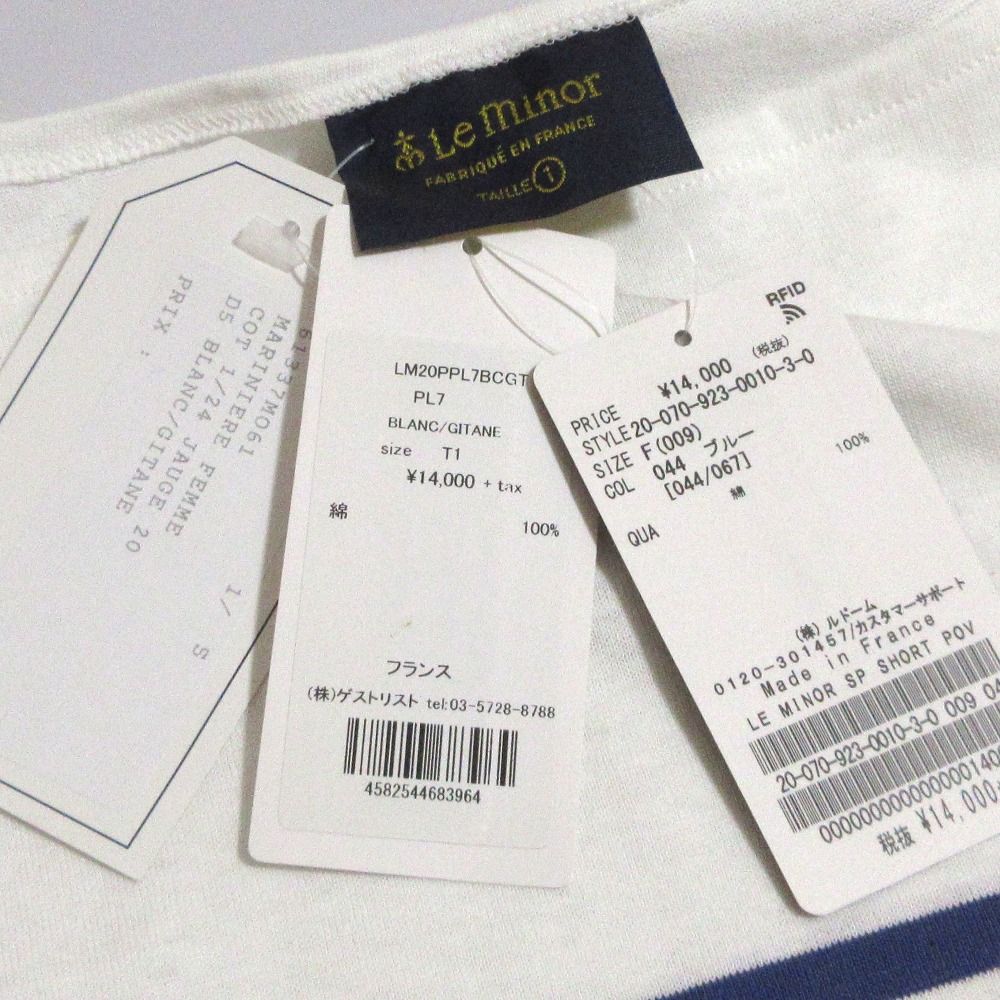 Le Minor
FABRIQUÉ EN FRANCE
TAILLE 1
61337M061
MARINIERE FEMME
COT 1/24 JAUGE 20
D5 BLANC/GITANE
PRIX :
1/ S
LM20PPL7BCGT
PL7
BLANC/GITANE
size T1
¥14,000 + tax
綿
100%
フランス
(株)ゲストリスト tel:03-5728-8788
4582544683964
RFID
PRICE ¥14,000 (税抜)
STYLE 20-070-923-0010-3-0
SIZE F(009)
COL 044 ブルー
[044/067]
綿 100%
QUA
(株)ルドーム
0120-301457/カスタマーサポート
Made in France
LE MINOR SP SHORT POV
20-070-923-0010-3-0 009 04
税抜 ¥14,000